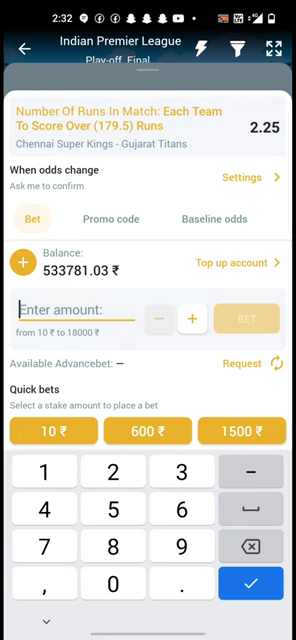 2:32
4G
Indian Premier League
Play-off. Final
Number Of Runs In Match: Each Team
To Score Over (179.5) Runs
2.25
Chennai Super Kings - Gujarat Titans
When odds change
Ask me to confirm
Settings
Bet
Promo code
Baseline odds
Balance:
533781.03 ₹
Top up account
Enter amount:
BET
from 10 ₹ to 18000 ₹
Available Advancebet: –
Request
Quick bets
Select a stake amount to place a bet
10 ₹
600 ₹
1500 ₹
1 2 3 –
4 5 6
7 8 9
, 0 .